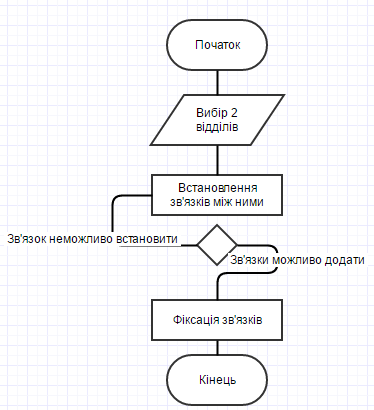 Початок
Вибір 2
відділів
Встановлення
зв'язків між ними
Зв'язок неможливо встановити
Зв'язки можливо додати
Фіксація зв'язків
Кінець